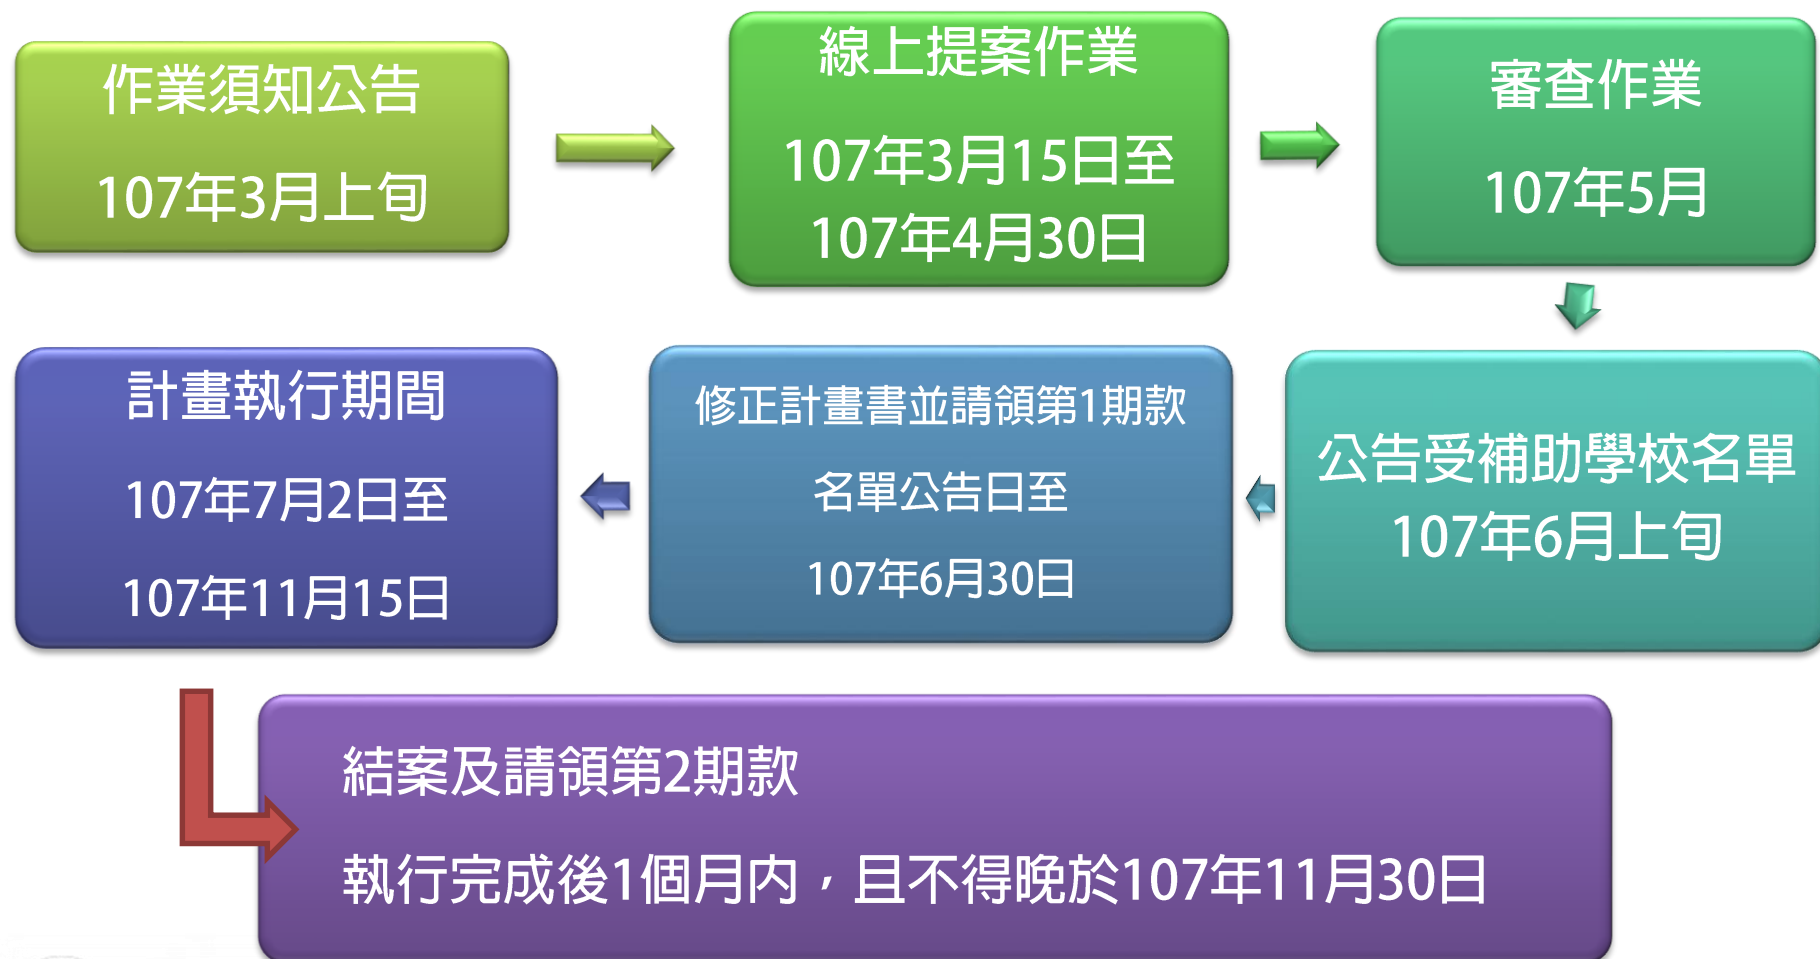 作業須知公告
107年3月上旬
線上提案作業
107年3月15日至
107年4月30日
審查作業
107年5月
公告受補助學校名單
107年6月上旬
修正計畫書並請領第1期款
名單公告日至
107年6月30日
計畫執行期間
107年7月2日至
107年11月15日
結案及請領第2期款
執行完成後1個月內，且不得晚於107年11月30日